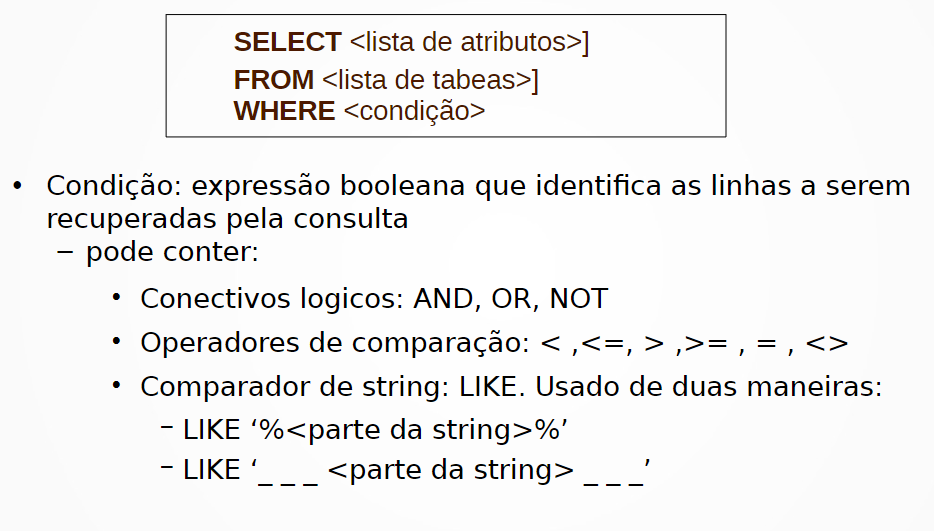 SELECT <lista de atributos>]
FROM <lista de tabeas>]
WHERE <condição>
• Condição: expressão booleana que identifica as linhas a serem
recuperadas pela consulta
– pode conter:
• Conectivos logicos: AND, OR, NOT
• Operadores de comparação: < ,<=, > ,>= , = , <>
• Comparador de string: LIKE. Usado de duas maneiras:
– LIKE ‘%<parte da string>%’
– LIKE ‘_ _ _ <parte da string> _ _ _’